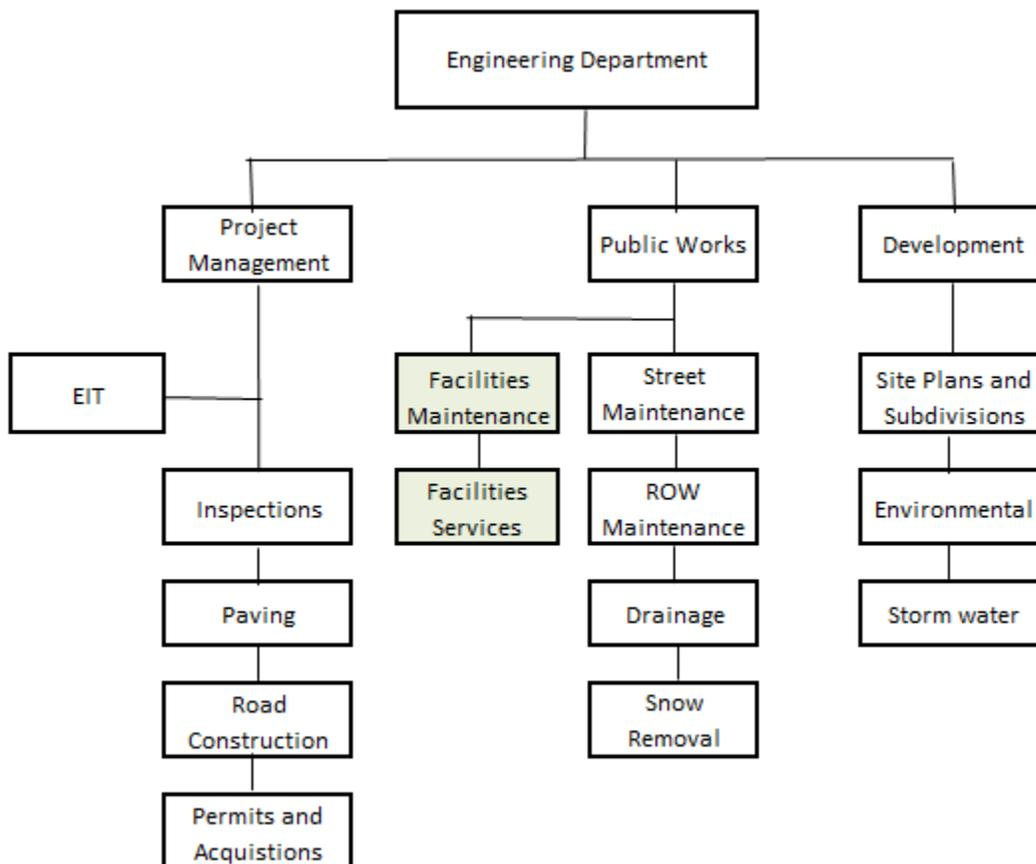 Engineering Department
Project
Management
Public Works
Development
EIT
Facilities
Maintenance
Street
Maintenance
Site Plans and
Subdivisions
Inspections
Facilities
Services
ROW
Maintenance
Environmental
Paving
Drainage
Storm water
Road
Construction
Snow
Removal
Permits and
Acquistions